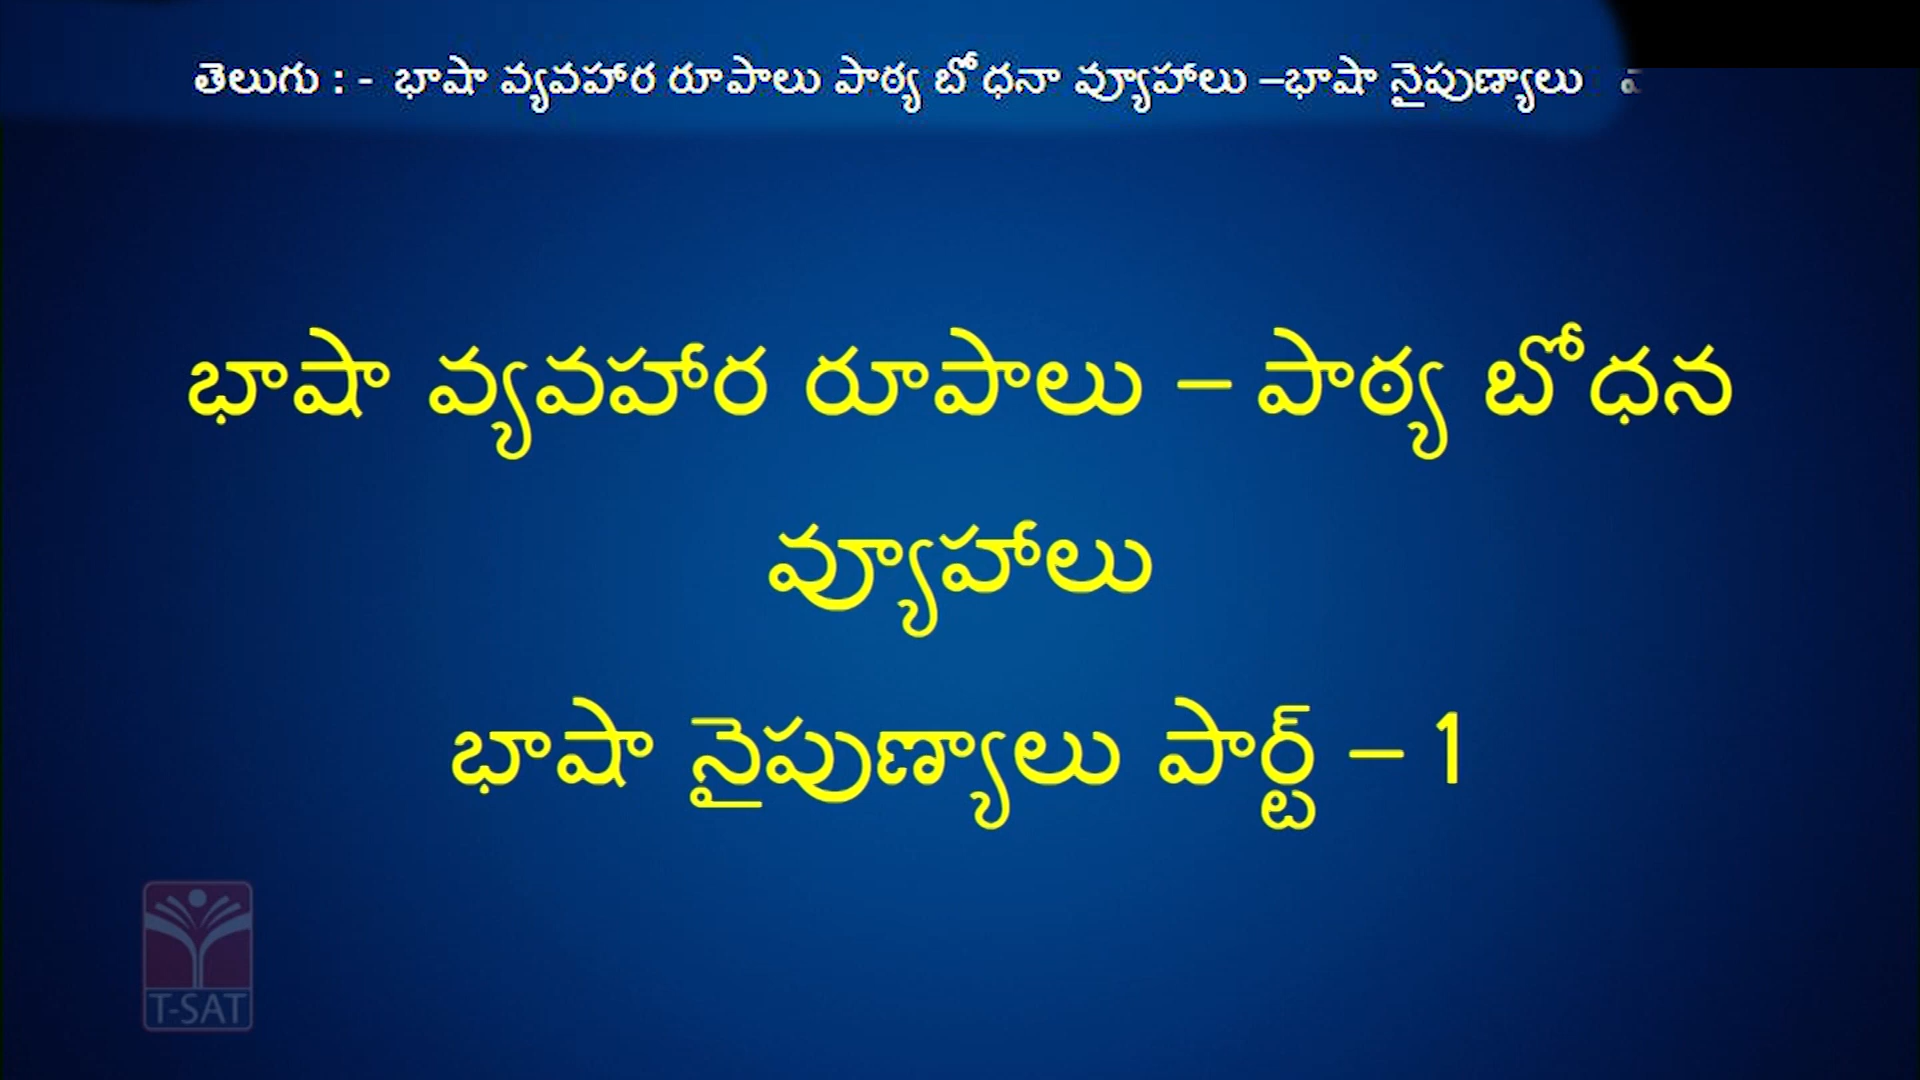 తెలుగు : - భాషా వ్యవహార రూపాలు పాఠ్య బోధనా వ్యూహాలు –భాషా నైపుణ్యాలు
భాషా వ్యవహార రూపాలు – పాఠ్య బోధన
వ్యూహాలు
భాషా నైపుణ్యాలు పార్ట్ – 1
T-SAT